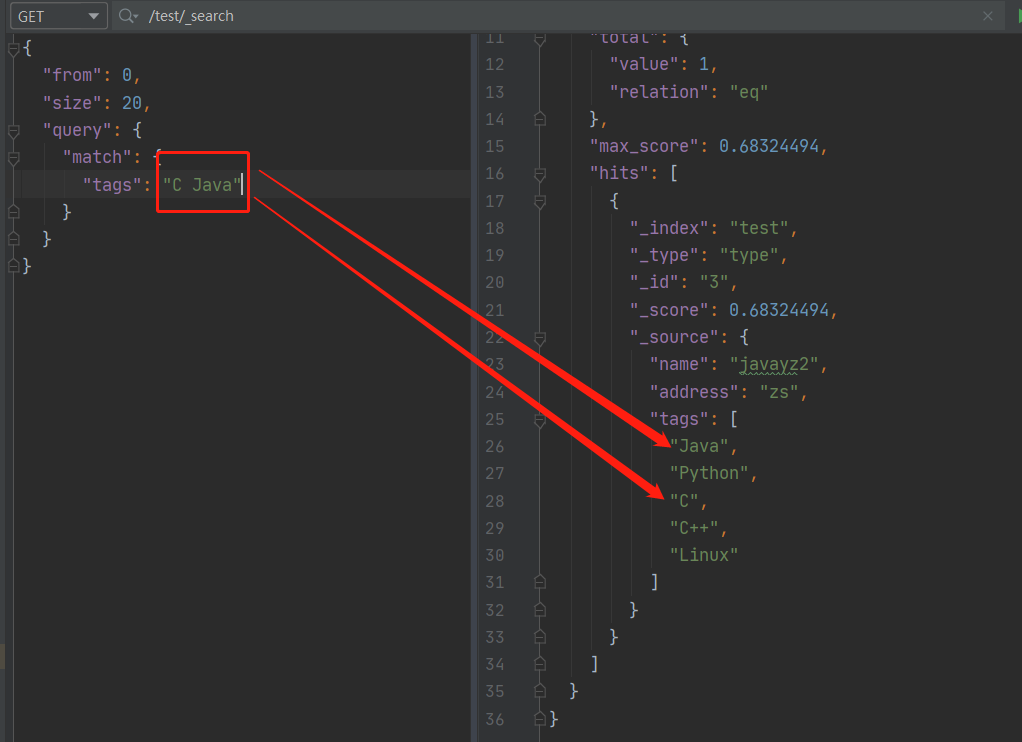 GET
/test/_search
{
"from": 0,
"size": 20,
"query": {
"match": {
"tags": "C Java"
}
}
}
11 "total": {
12 "value": 1,
13 "relation": "eq"
14 },
15 "max_score": 0.68324494,
16 "hits": [
17 {
18 "_index": "test",
19 "_type": "type",
20 "_id": "3",
21 "_score": 0.68324494,
22 "_source": {
23 "name": "javayz2",
24 "address": "zs",
25 "tags": [
26 "Java",
27 "Python",
28 "C",
29 "C++",
30 "Linux"
31 ]
32 }
33 }
34 ]
35 }
36 }